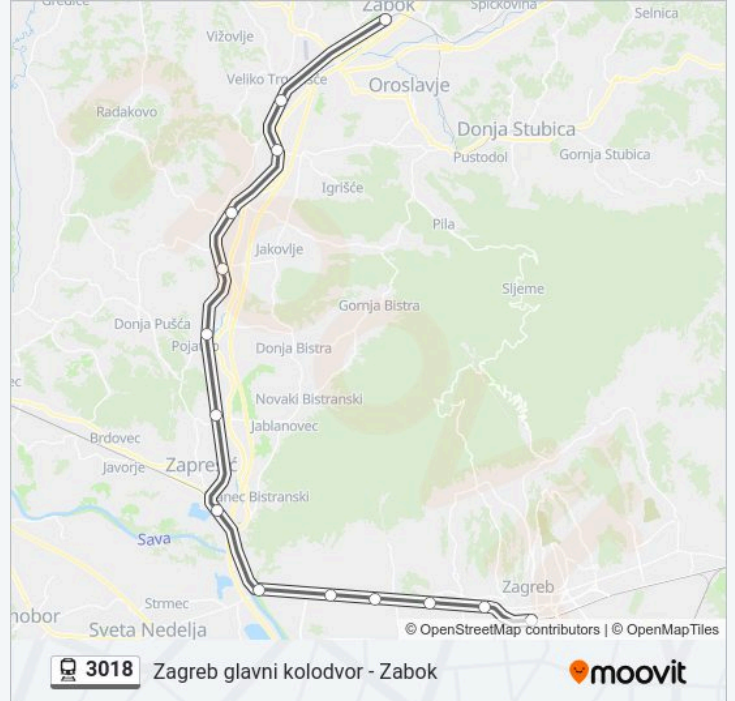 Gredice
Zabok
Špičkovina
Selnica
Vižovlje
Oroslavje
Radakovo
Donja Stubica
Pustodol
Gornja Stubica
Igrišće
Pila
Jakovlje
Sljeme
Gornja Bistra
Donja Pušća
Donja Bistra
Novaki Bistranski
Jablanovec
Brdovec
Javorje
Sava
Zagreb
Strmec
Sveta Nedelja
© OpenStreetMap contributors | © OpenMapTiles
3018 Zagreb glavni kolodvor - Zabok
moovit